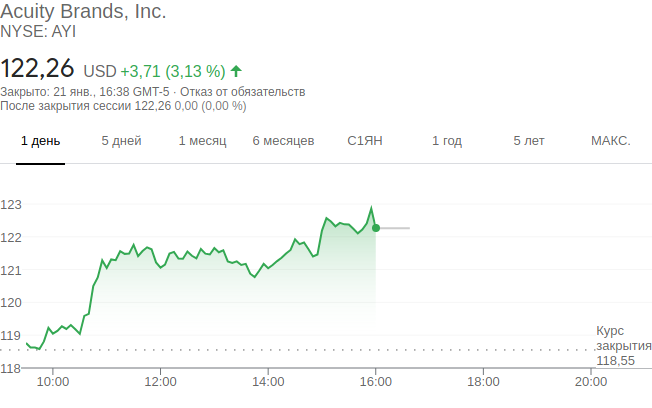 Acuity Brands, Inc.
NYSE: AYI
122,26 USD +3,71 (3,13 %)
Закрыто: 21 янв., 16:38 GMT-5 · Отказ от обязательств
После закрытия сессии 122,26 0,00 (0,00 %)
1 день 5 дней 1 месяц 6 месяцев С1ЯН 1 год 5 лет МАКС.
123
122
121
120
119
Курс
закрытия
118,55
118
10:00 12:00 14:00 16:00 18:00 20:00